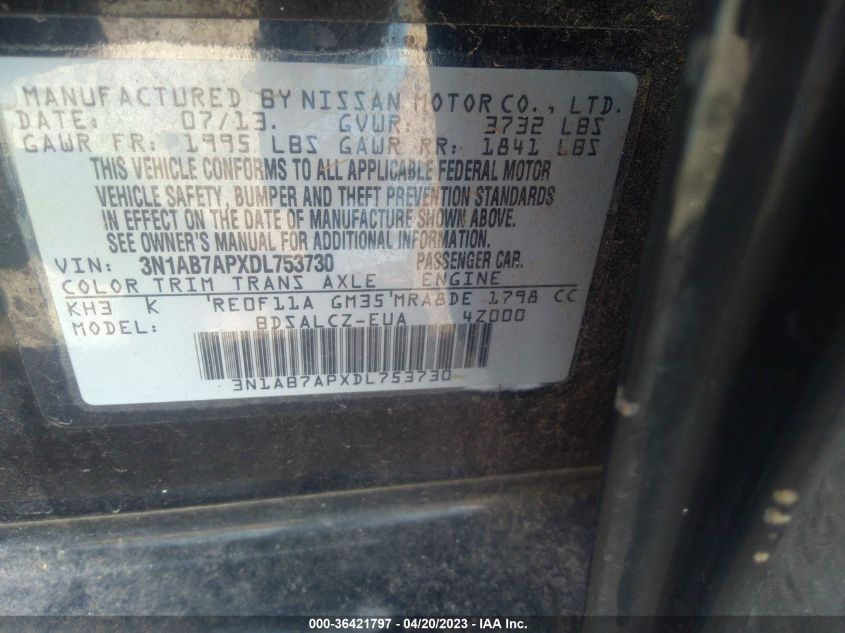 MANUFACTURED BY NISSAN MOTOR CO., LTD.
DATE: 07/13. GVWR: 3732 LBS
GAWR FR: 1995 LBS GAWR RR: 1841 LBS
THIS VEHICLE CONFORMS TO ALL APPLICABLE FEDERAL MOTOR
VEHICLE SAFETY, BUMPER AND THEFT PREVENTION STANDARDS
IN EFFECT ON THE DATE OF MANUFACTURE SHOWN ABOVE.
SEE OWNER'S MANUAL FOR ADDITIONAL INFORMATION.
VIN: 3N1AB7APXDL753730 PASSENGER CAR.
COLOR TRIM TRANS AXLE ENGINE
KH3 K 'RE0F11A GM35'MRA8DE 1798 CC
MODEL: BDSALCZ-EUA 4Z000
3N1AB7APXDL753730
000-36421797 - 04/20/2023 - IAA Inc.